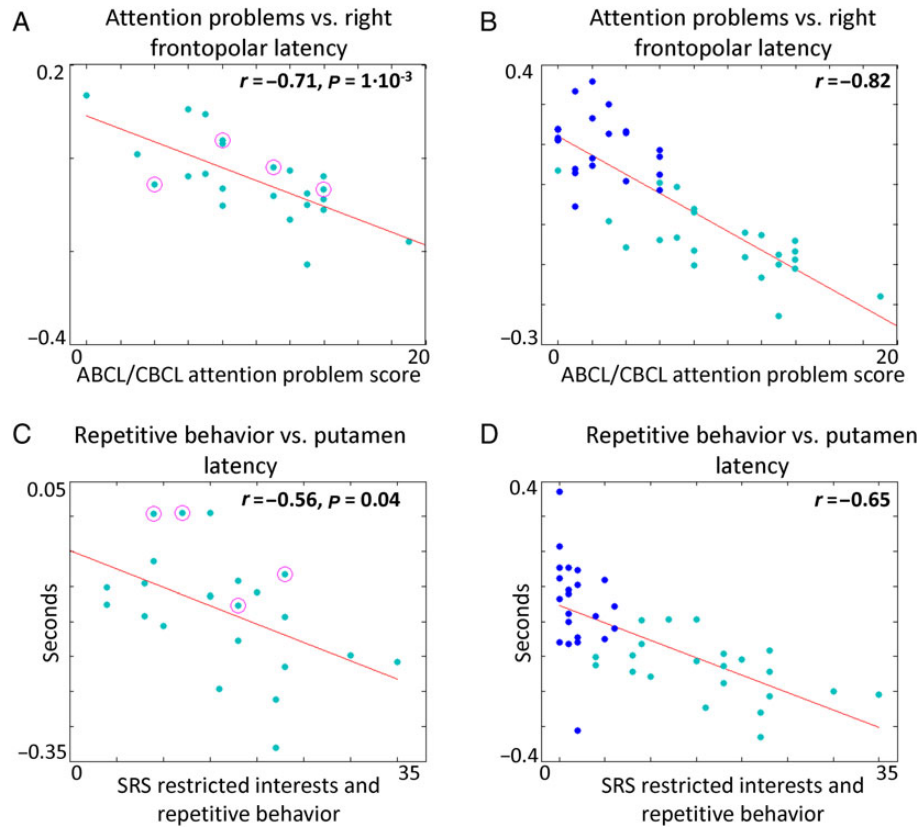 A
Attention problems vs. right
frontopolar latency
0.2
r =−0.71, P = 1·10-3
−0.4
0
20
ABCL/CBCL attention problem score
B
Attention problems vs. right
frontopolar latency
0.4
r =−0.82
−0.3
0
20
ABCL/CBCL attention problem score
C
Repetitive behavior vs. putamen
latency
0.05
r =−0.56, P = 0.04
Seconds
−0.35
0
35
SRS restricted interests and
repetitive behavior
D
Repetitive behavior vs. putamen
latency
0.4
r =−0.65
Seconds
−0.4
0
35
SRS restricted interests and
repetitive behavior